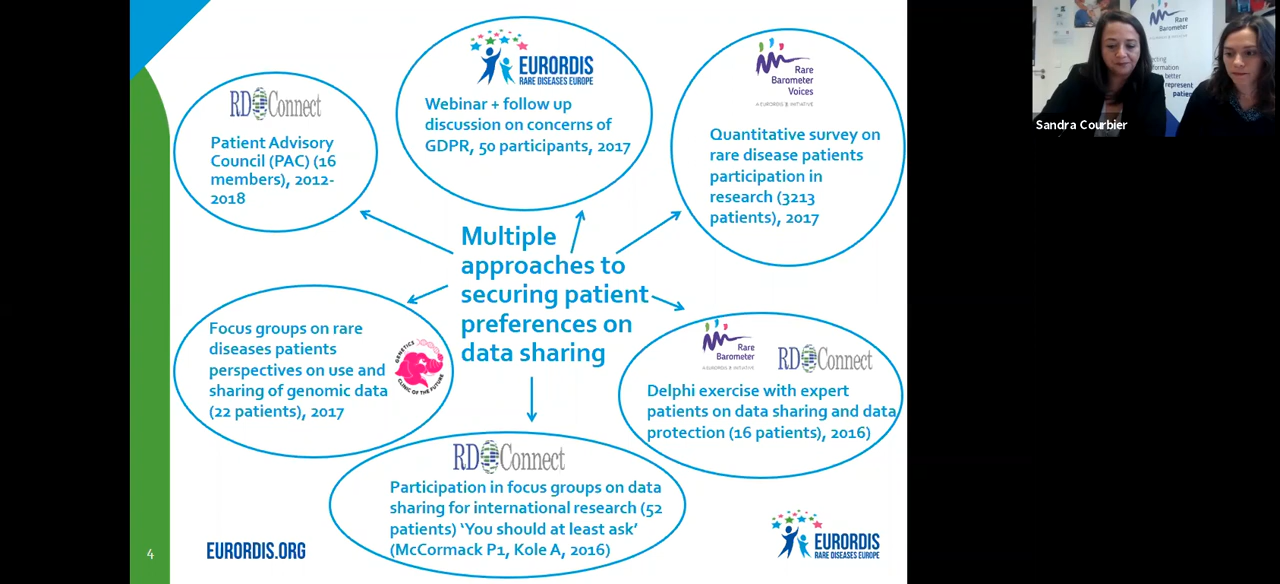 RD Connect
Patient Advisory
Council (PAC) (16
members), 2012-
2018
EURORDIS
RARE DISEASES EUROPE
Webinar + follow up
discussion on concerns of
GDPR, 50 participants, 2017
Rare
Barometer
Voices
A EURORDIS INITIATIVE
Quantitative survey on
rare disease patients
participation in
research (3213
patients), 2017
Multiple
approaches to
securing patient
preferences on
data sharing
Focus groups on rare
diseases patients
perspectives on use and
sharing of genomic data
(22 patients), 2017
GENETICS
CLINIC OF THE FUTURE
Rare
Barometer
A EURORDIS INITIATIVE
RD Connect
Delphi exercise with expert
patients on data sharing and data
protection (16 patients), 2016)
RD Connect
Participation in focus groups on data
sharing for international research (52
patients) ‘You should at least ask’
(McCormack P1, Kole A, 2016)
4
EURORDIS.ORG
EURORDIS
RARE DISEASES EUROPE
Rare
Barometer
better
represent
Sandra Courbier